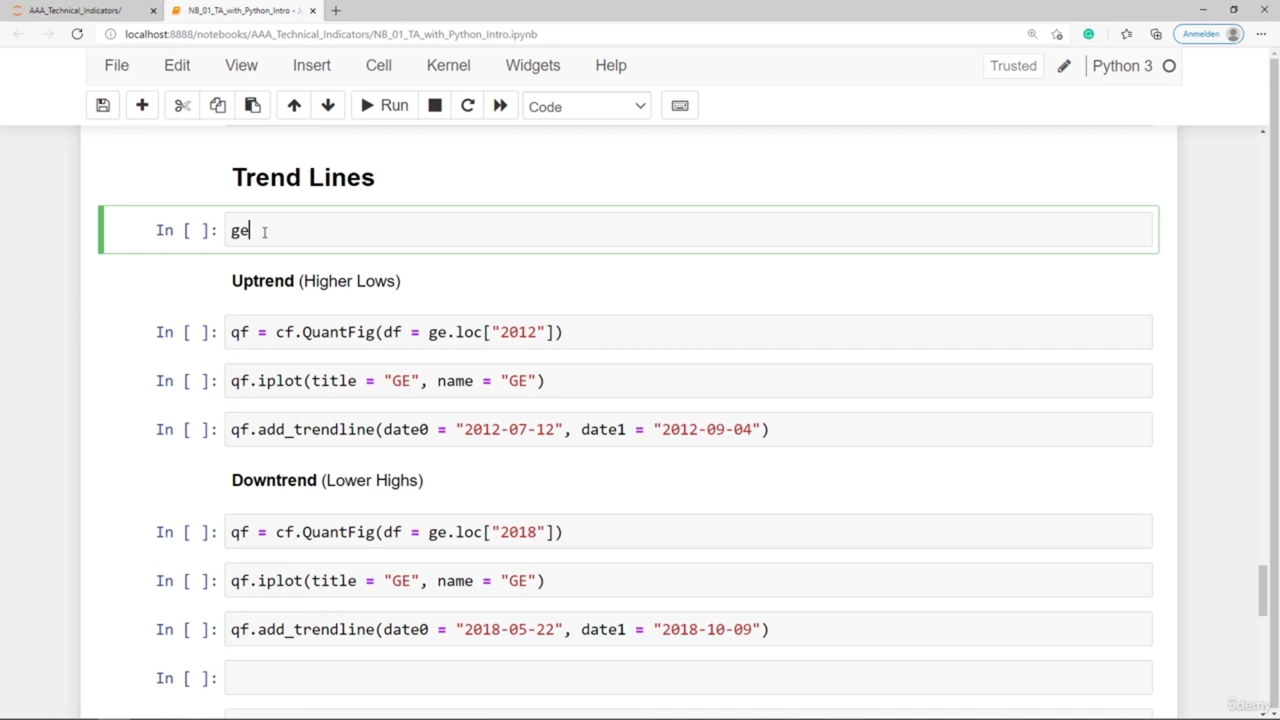 AAA_Technical_Indicators/
NB_01_TA_with_Python_Intro - J
localhost:8888/notebooks/AAA_Technical_Indicators/NB_01_TA_with_Python_Intro.ipynb
Anmelden
File Edit View Insert Cell Kernel Widgets Help
Trusted
Python 3
Run
Code
Trend Lines
In [ ]: ge
Uptrend (Higher Lows)
In [ ]: qf = cf.QuantFig(df = ge.loc["2012"])
In [ ]: qf.iplot(title = "GE", name = "GE")
In [ ]: qf.add_trendline(date0 = "2012-07-12", date1 = "2012-09-04")
Downtrend (Lower Highs)
In [ ]: qf = cf.QuantFig(df = ge.loc["2018"])
In [ ]: qf.iplot(title = "GE", name = "GE")
In [ ]: qf.add_trendline(date0 = "2018-05-22", date1 = "2018-10-09")
In [ ]:
ûdemy